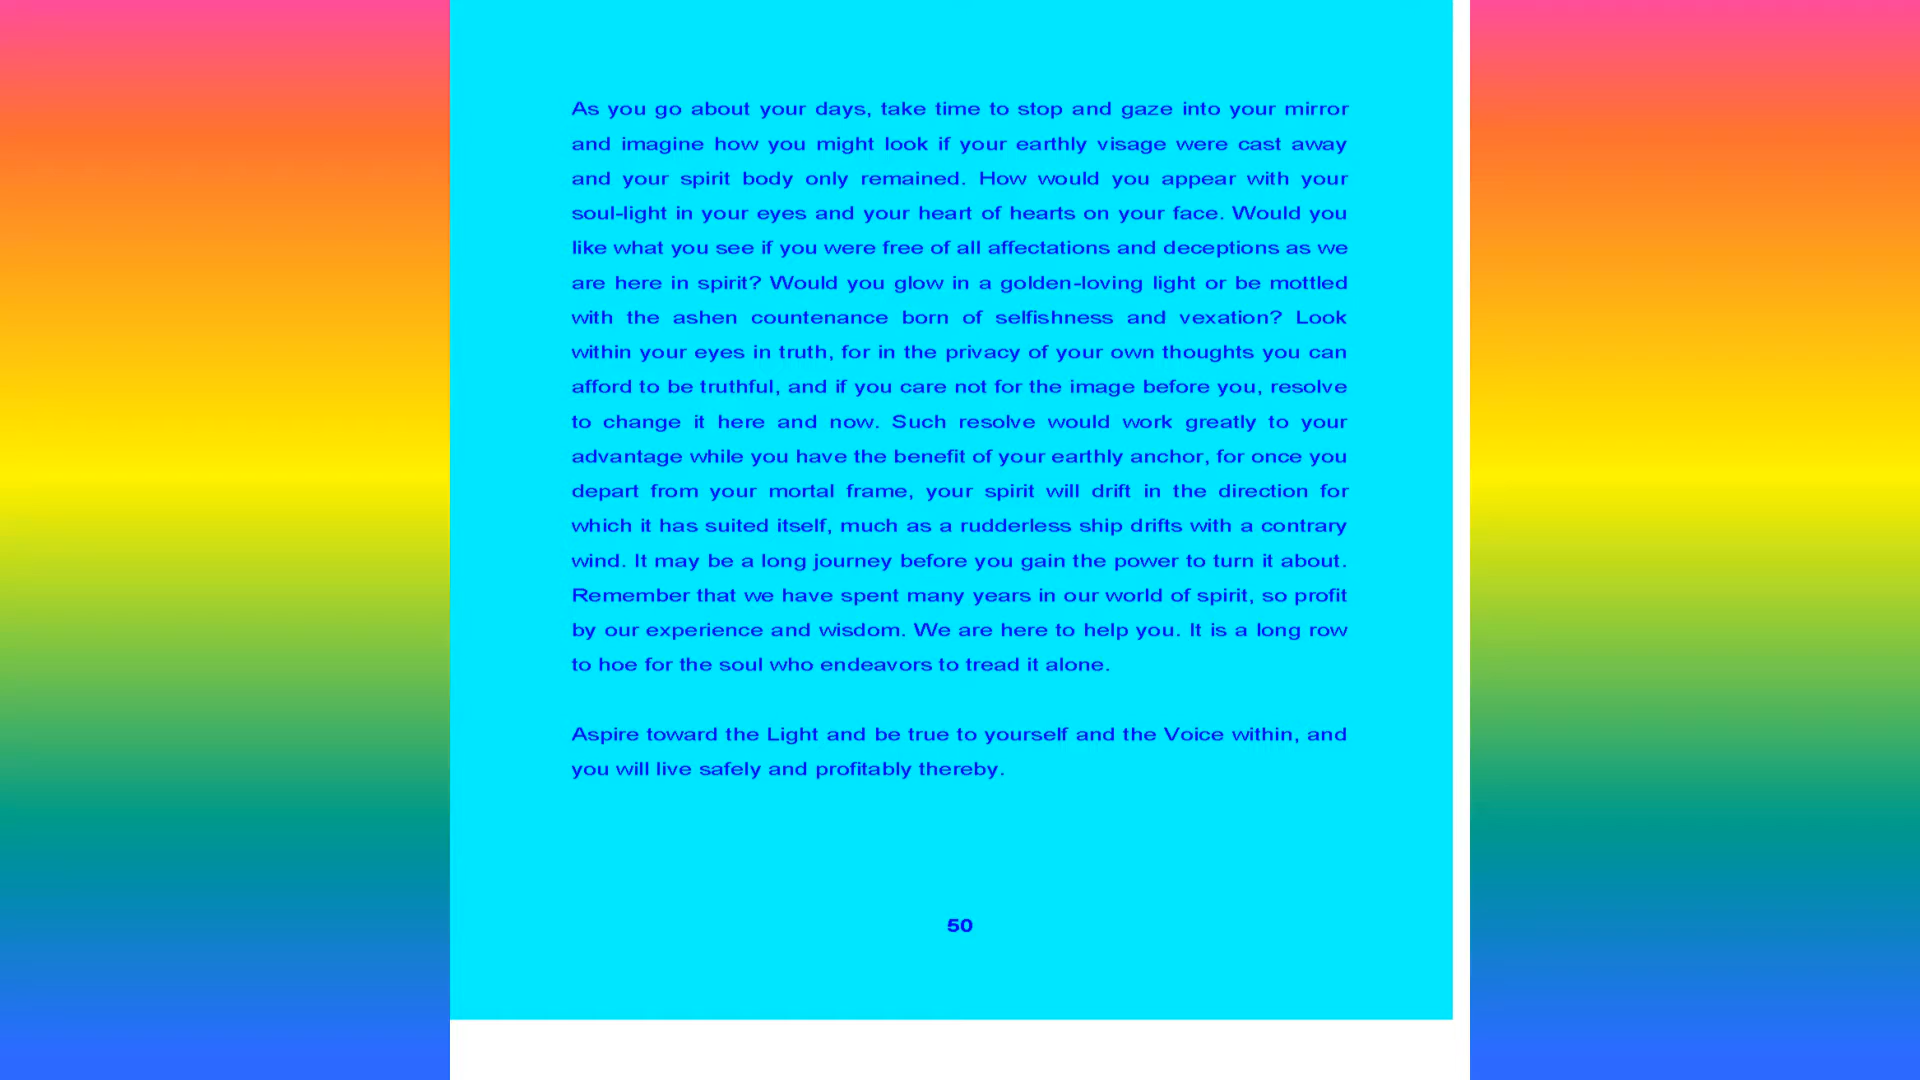 As you go about your days, take time to stop and gaze into your mirror
and imagine how you might look if your earthly visage were cast away
and your spirit body only remained. How would you appear with your
soul-light in your eyes and your heart of hearts on your face. Would you
like what you see if you were free of all affectations and deceptions as we
are here in spirit? Would you glow in a golden-loving light or be mottled
with the ashen countenance born of selfishness and vexation? Look
within your eyes in truth, for in the privacy of your own thoughts you can
afford to be truthful, and if you care not for the image before you, resolve
to change it here and now. Such resolve would work greatly to your
advantage while you have the benefit of your earthly anchor, for once you
depart from your mortal frame, your spirit will drift in the direction for
which it has suited itself, much as a rudderless ship drifts with a contrary
wind. It may be a long journey before you gain the power to turn it about.
Remember that we have spent many years in our world of spirit, so profit
by our experience and wisdom. We are here to help you. It is a long row
to hoe for the soul who endeavors to tread it alone.
Aspire toward the Light and be true to yourself and the Voice within, and
you will live safely and profitably thereby.
50